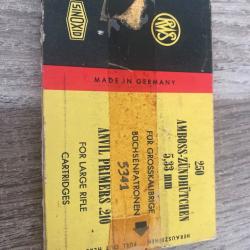 SINOXID
RWS
MADE IN GERMANY
250
AMBOSS-ZÜNDHÜTCHEN
5,33 mm
FÜR GROSSKALIBRIGE
BÜCHSENPATRONEN
5341
ANVIL PRIMERS .210
FOR LARGE RIFLE
CARTRIDGES